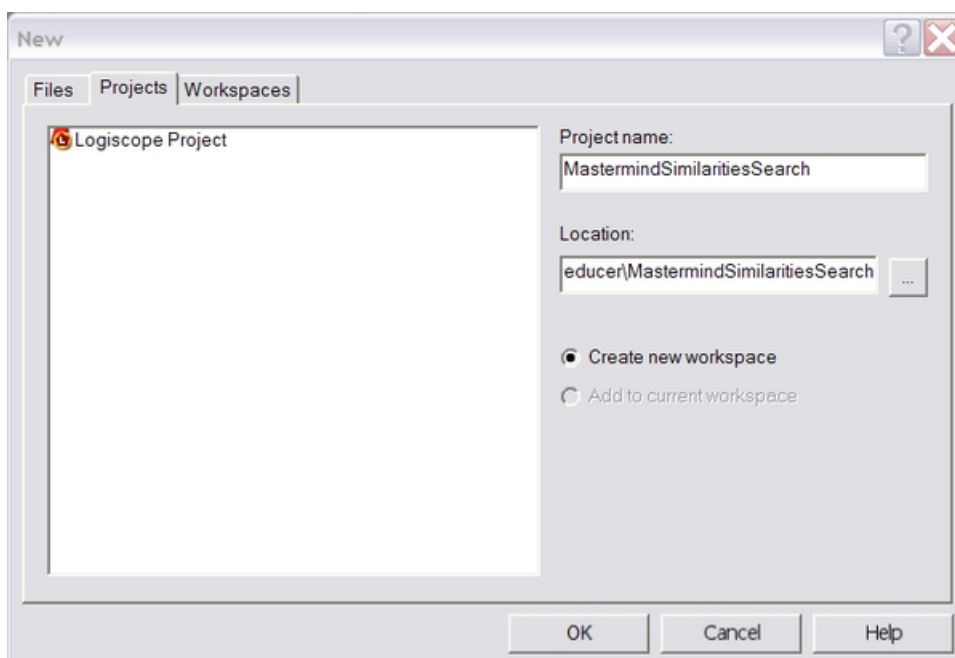 New
Files Projects Workspaces
Logiscope Project
Project name:
MastermindSimilaritiesSearch
Location:
educer\MastermindSimilaritiesSearch
...
Create new workspace
Add to current workspace
OK Cancel Help